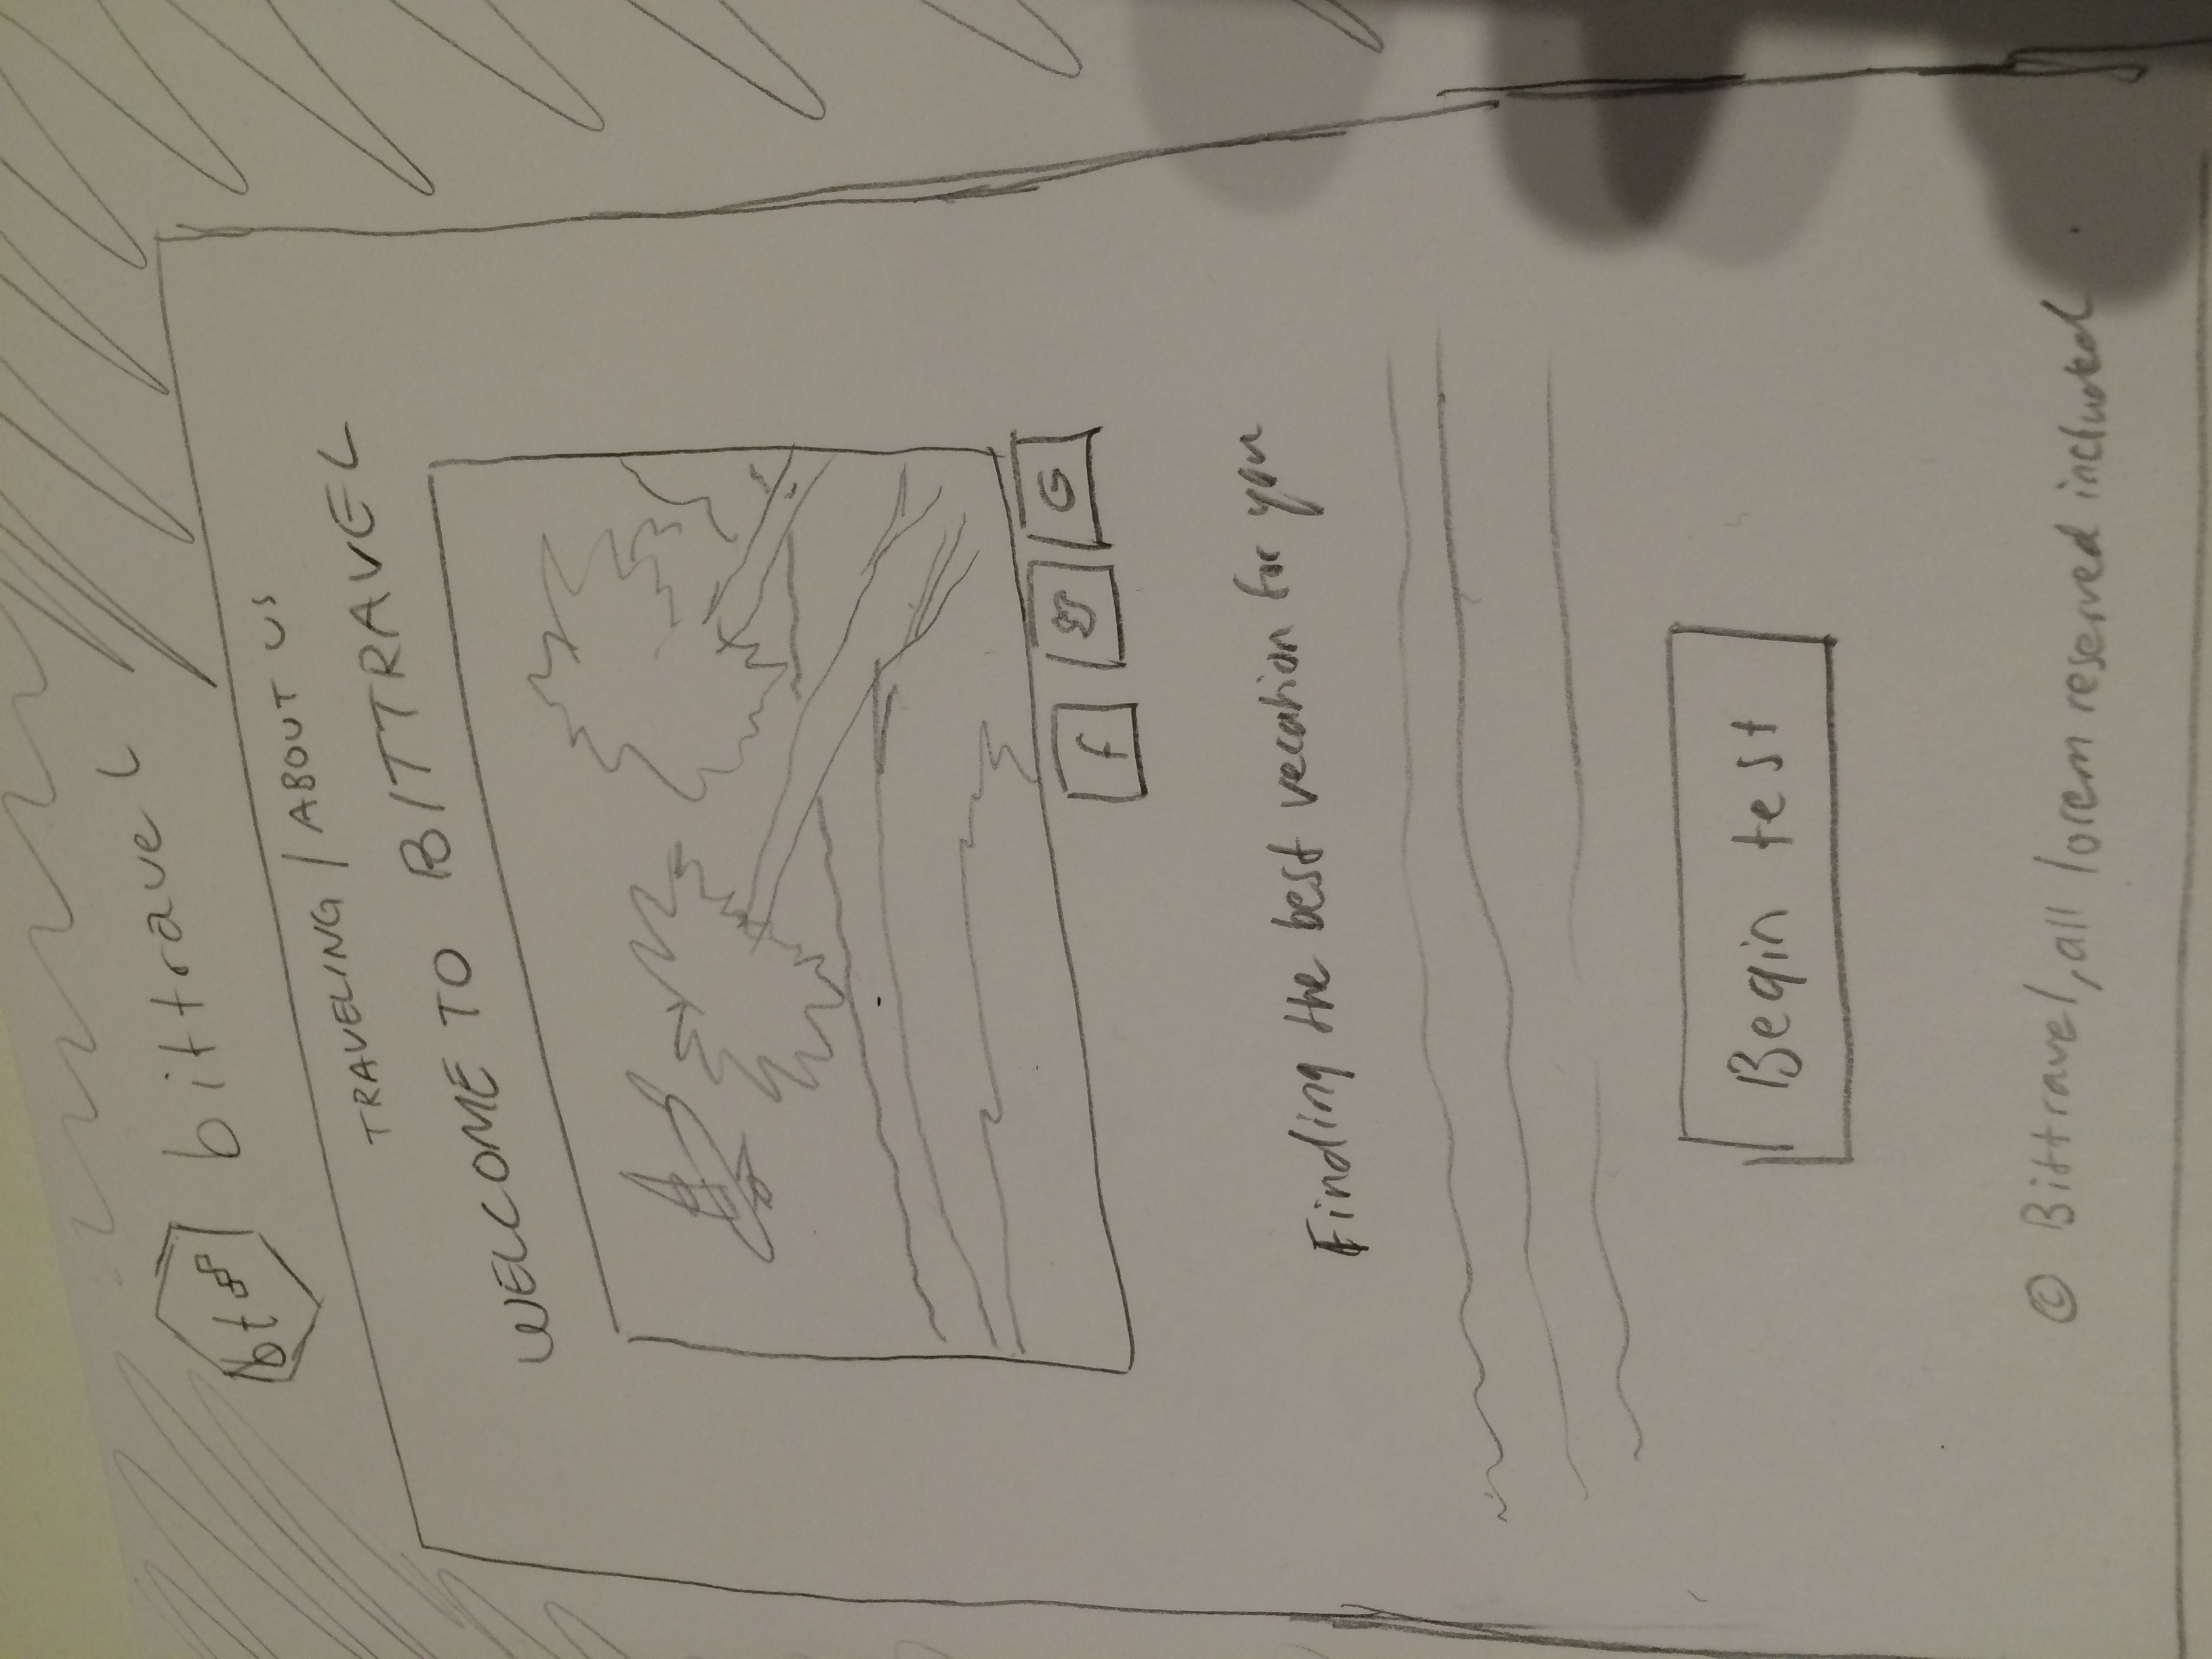 bt
bittravel
TRAVELING / ABOUT US
WELCOME TO BITTRAVEL
f
G
Finding the best vecation for you
Begin test
© Bittravel, all lorem reserved included